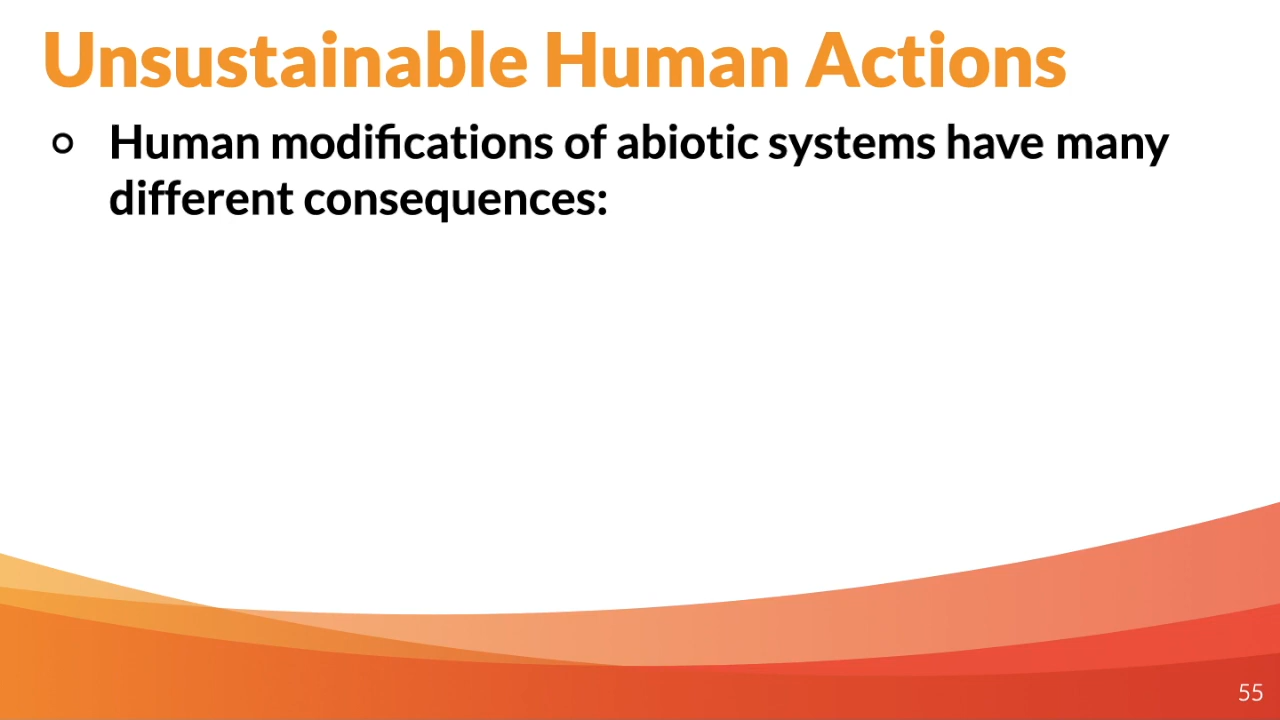 Unsustainable Human Actions
Human modifications of abiotic systems have many
different consequences:
55